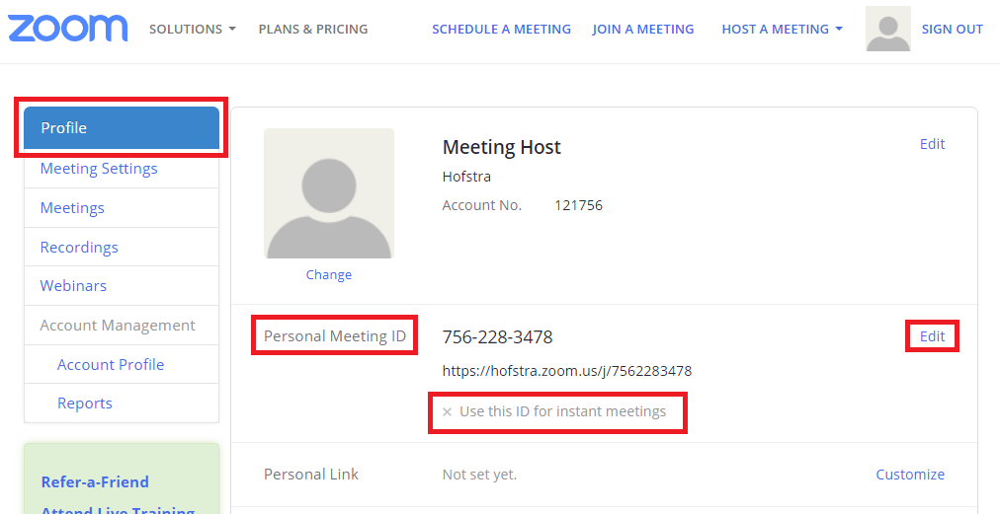 zoom SOLUTIONS PLANS & PRICING SCHEDULE A MEETING JOIN A MEETING HOST A MEETING SIGN OUT
Profile
Meeting Settings
Meetings
Recordings
Webinars
Account Management
Account Profile
Reports
Refer-a-Friend
Attend Live Training
Meeting Host Edit
Hofstra
Account No. 121756
Change
Personal Meeting ID 756-228-3478 Edit
https://hofstra.zoom.us/j/7562283478
× Use this ID for instant meetings
Personal Link Not set yet. Customize